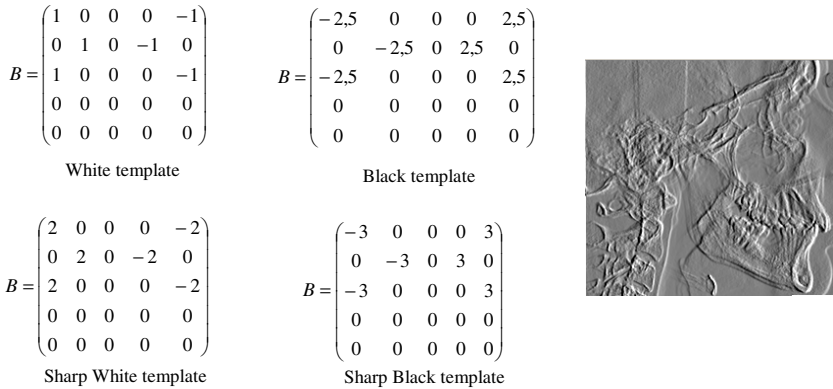 B = ( 1 0 0 0 −1
0 1 0 −1 0
1 0 0 0 −1
0 0 0 0 0
0 0 0 0 0 )
White template
B = ( −2,5 0 0 0 2,5
0 −2,5 0 2,5 0
−2,5 0 0 0 2,5
0 0 0 0 0
0 0 0 0 0 )
Black template
B = ( 2 0 0 0 −2
0 2 0 −2 0
2 0 0 0 −2
0 0 0 0 0
0 0 0 0 0 )
Sharp White template
B = ( −3 0 0 0 3
0 −3 0 3 0
−3 0 0 0 3
0 0 0 0 0
0 0 0 0 0 )
Sharp Black template